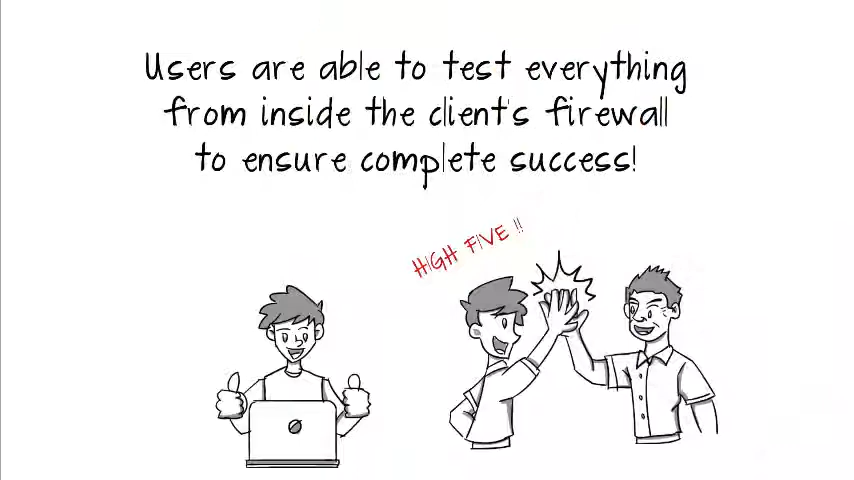 Users are able to test everything
from inside the client's firewall
to ensure complete success!
HIGH FIVE !!